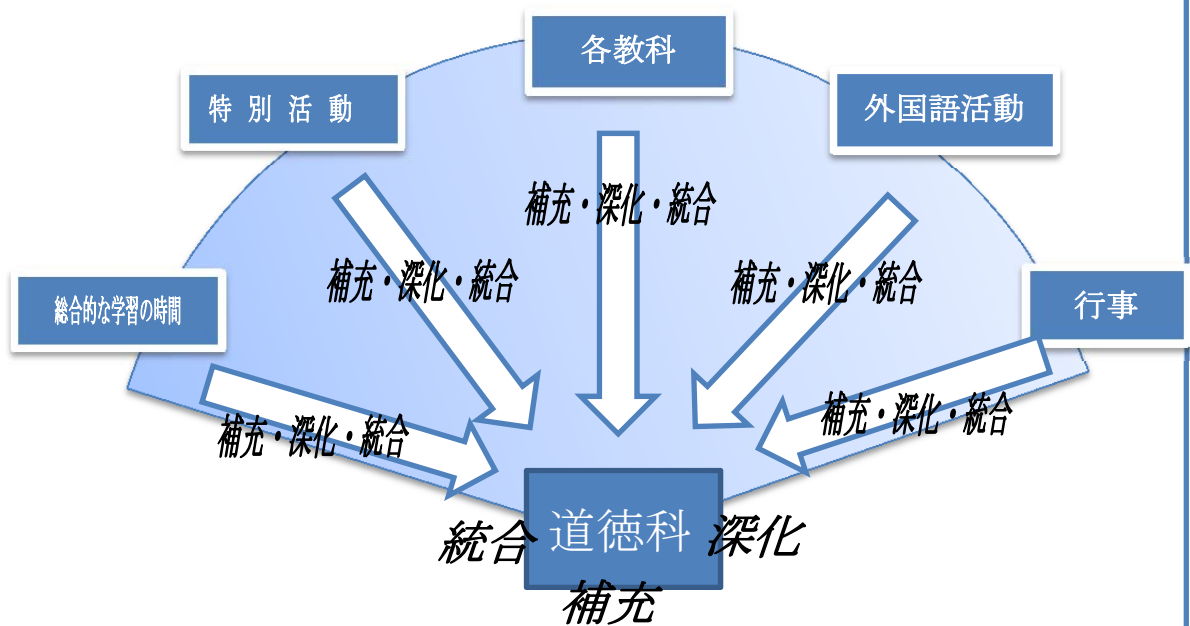 各教科
特別活動
外国語活動
補充・深化・統合
補充・深化・統合
補充・深化・統合
総合的な学習の時間
行事
補充・深化・統合
補充・深化・統合
統合
道徳科
深化
補充